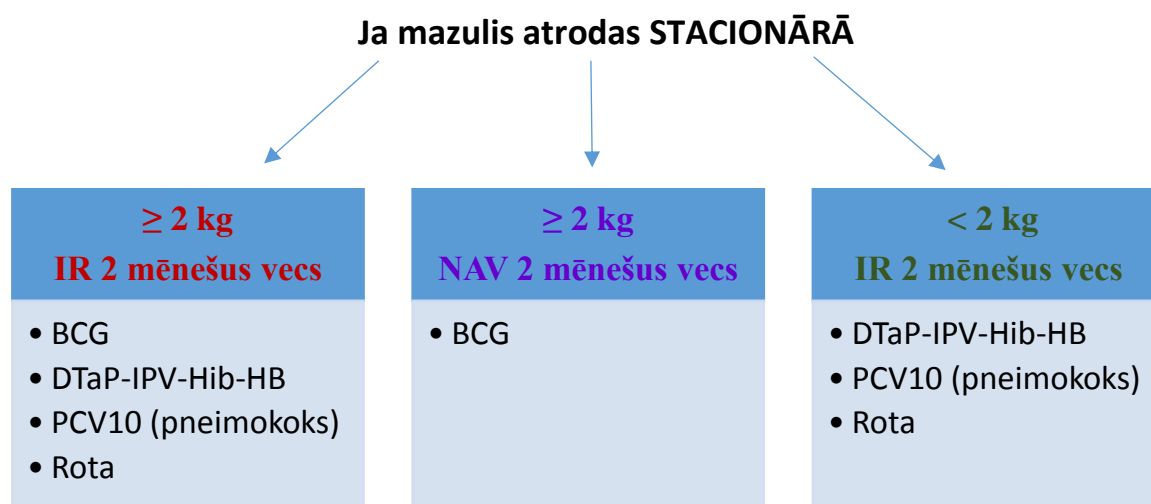 Ja mazulis atrodas STACIONĀRĀ
≥ 2 kg
IR 2 mēnešus vecs
• BCG
• DTaP-IPV-Hib-HB
• PCV10 (pneimokoks)
• Rota
≥ 2 kg
NAV 2 mēnešus vecs
• BCG
< 2 kg
IR 2 mēnešus vecs
• DTaP-IPV-Hib-HB
• PCV10 (pneimokoks)
• Rota